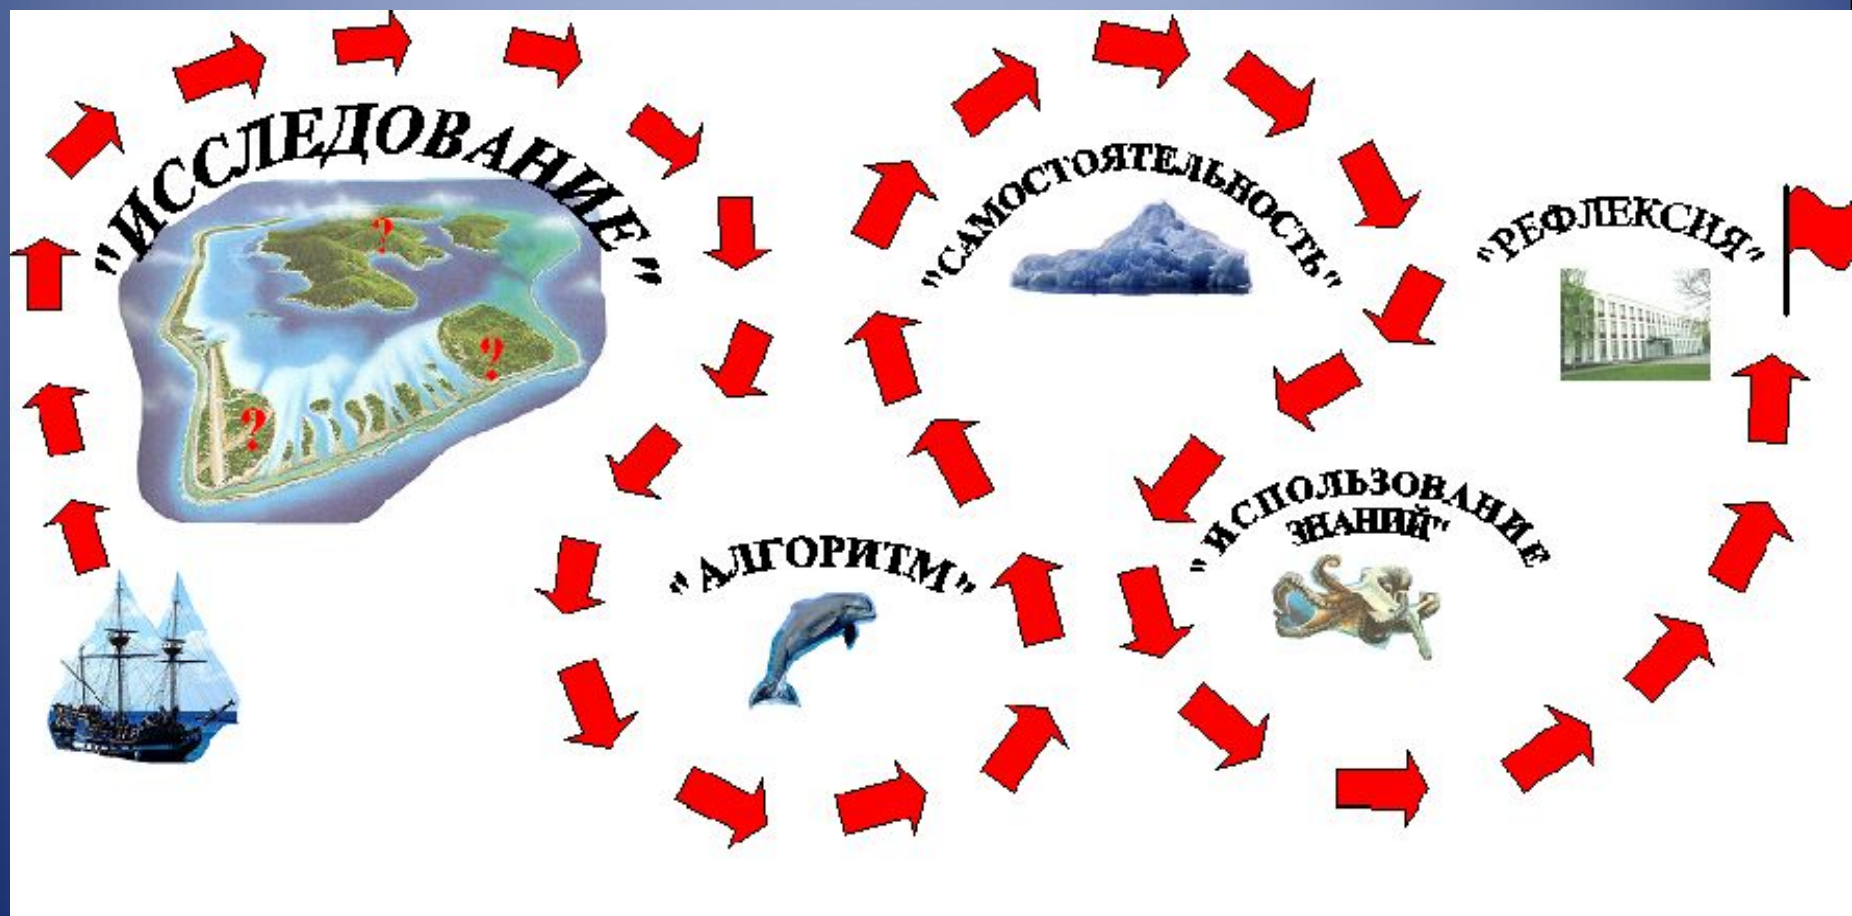 "ИССЛЕДОВАНИЕ"
?
?
?
"АЛГОРИТМ"
"САМОСТОЯТЕЛЬНОСТЬ"
"ИСПОЛЬЗОВАНИЕ
ЗНАНИЙ"
"РЕФЛЕКСИЯ"